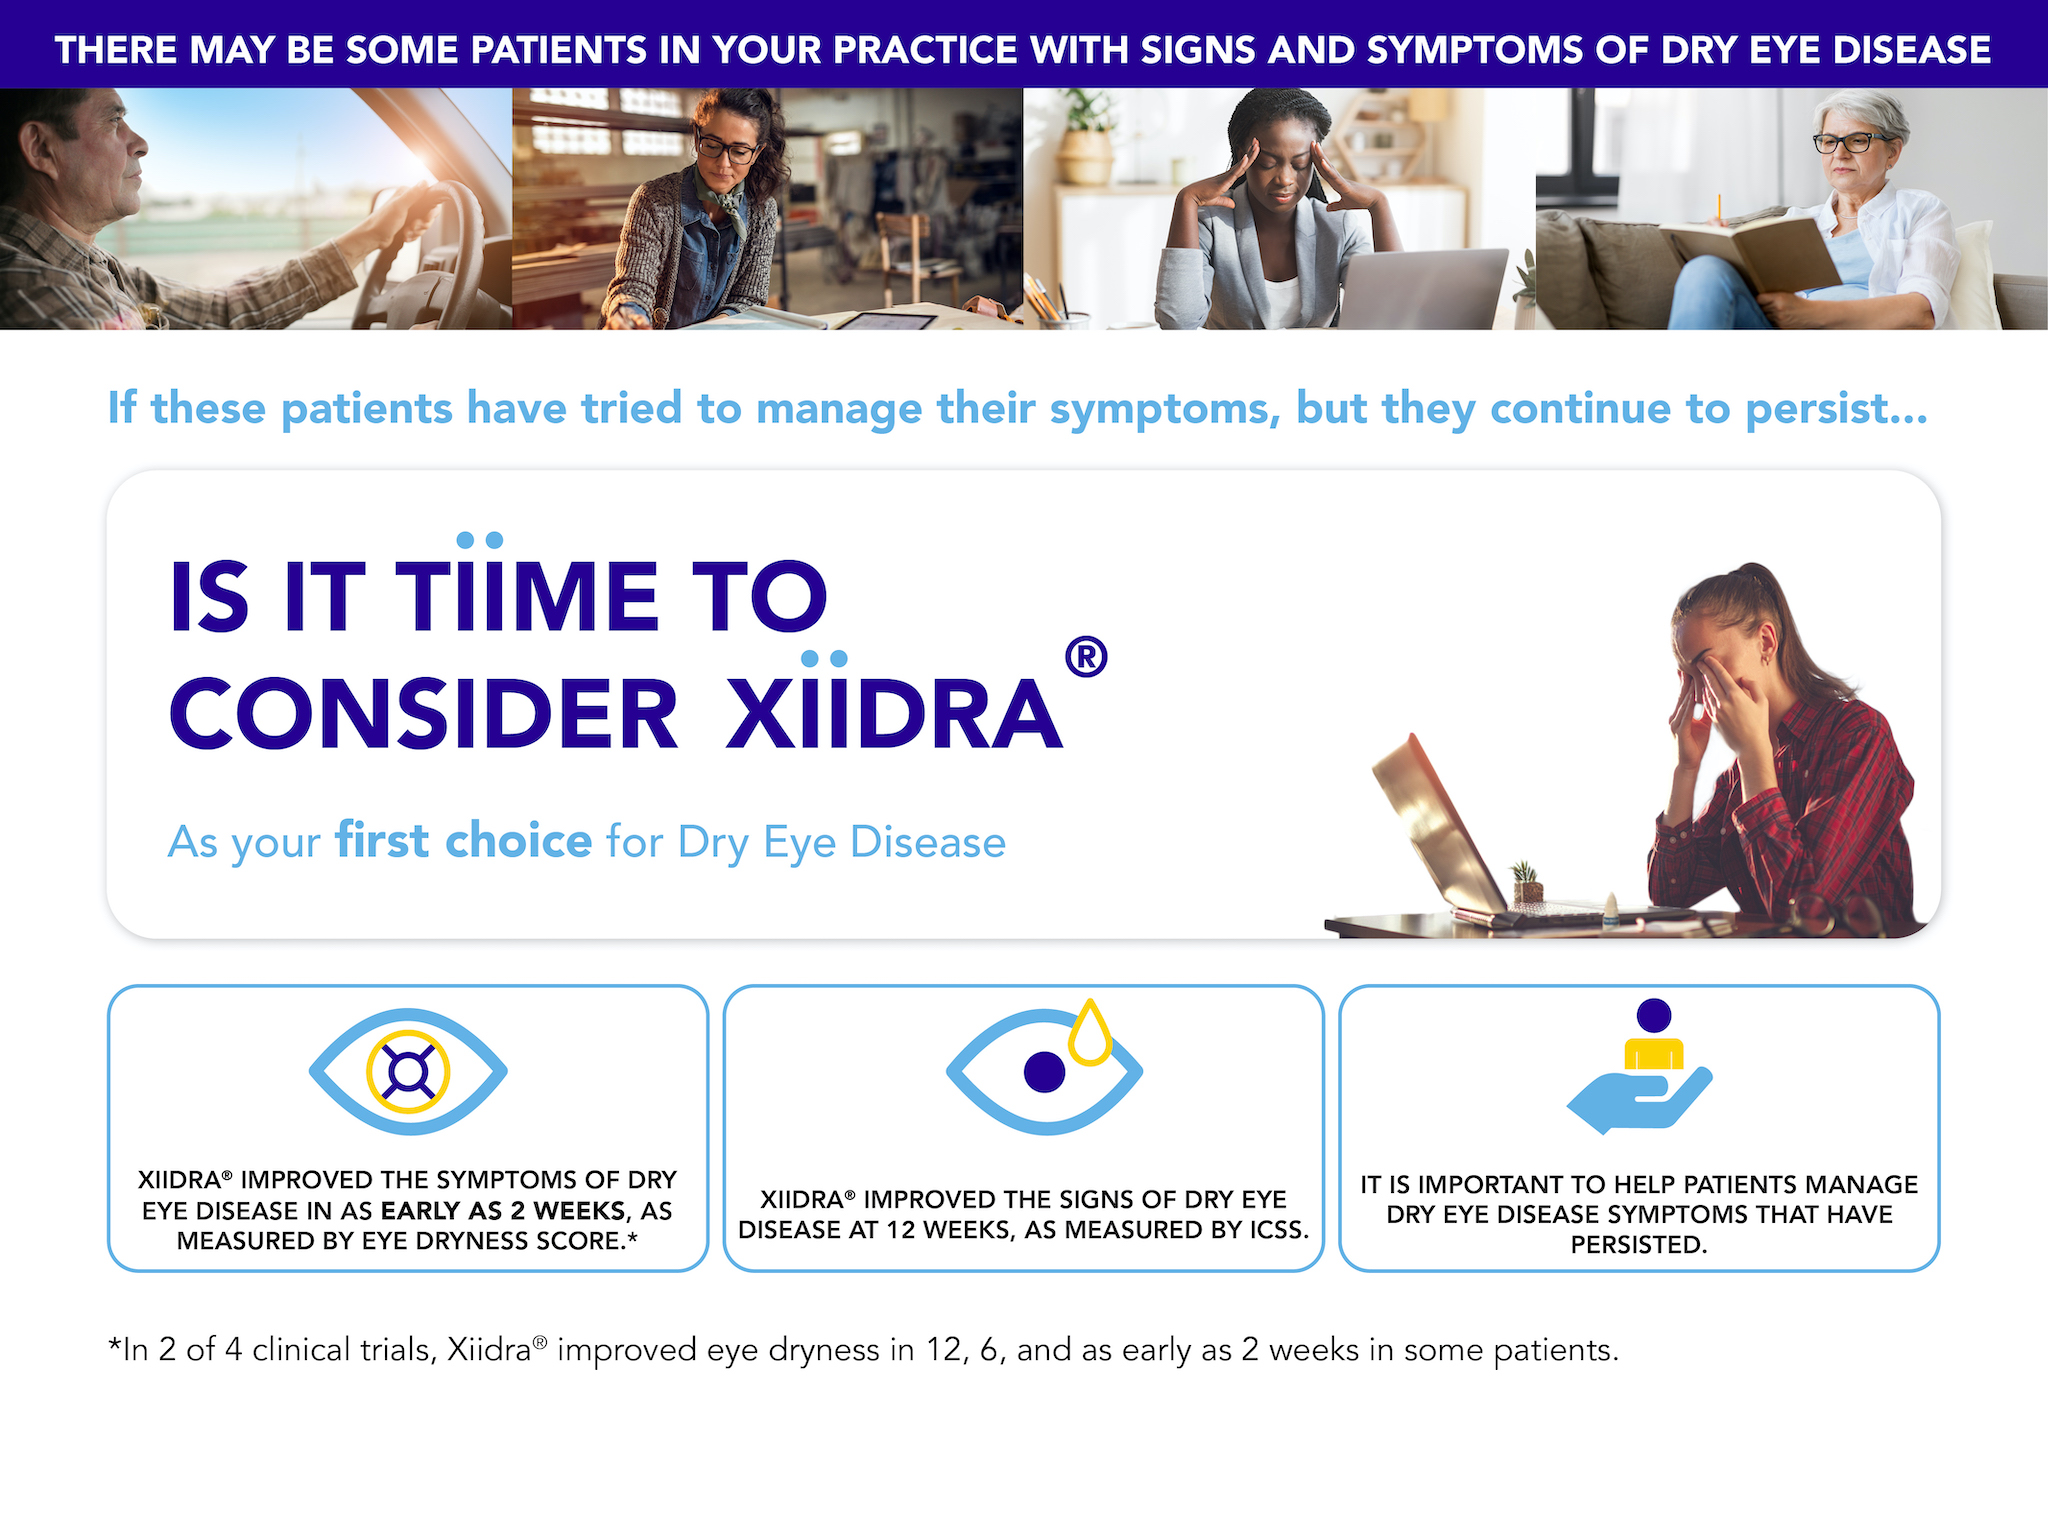 THERE MAY BE SOME PATIENTS IN YOUR PRACTICE WITH SIGNS AND SYMPTOMS OF DRY EYE DISEASE
If these patients have tried to manage their symptoms, but they continue to persist...
IS IT TïïME TO
CONSIDER XïïDRA®
As your first choice for Dry Eye Disease
XIIDRA® IMPROVED THE SYMPTOMS OF DRY
EYE DISEASE IN AS EARLY AS 2 WEEKS, AS
MEASURED BY EYE DRYNESS SCORE.*
XIIDRA® IMPROVED THE SIGNS OF DRY EYE
DISEASE AT 12 WEEKS, AS MEASURED BY ICSS.
IT IS IMPORTANT TO HELP PATIENTS MANAGE
DRY EYE DISEASE SYMPTOMS THAT HAVE
PERSISTED.
*In 2 of 4 clinical trials, Xiidra® improved eye dryness in 12, 6, and as early as 2 weeks in some patients.